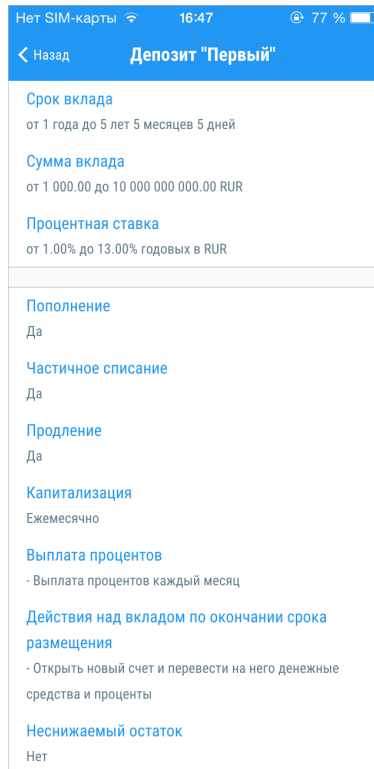 Нет SIM-карты 16:47 77 %
Назад Депозит "Первый"
Срок вклада
от 1 года до 5 лет 5 месяцев 5 дней
Сумма вклада
от 1 000.00 до 10 000 000 000.00 RUR
Процентная ставка
от 1.00% до 13.00% годовых в RUR
Пополнение
Да
Частичное списание
Да
Продление
Да
Капитализация
Ежемесячно
Выплата процентов
- Выплата процентов каждый месяц
Действия над вкладом по окончании срока
размещения
- Открыть новый счет и перевести на него денежные
средства и проценты
Неснижаемый остаток
Нет